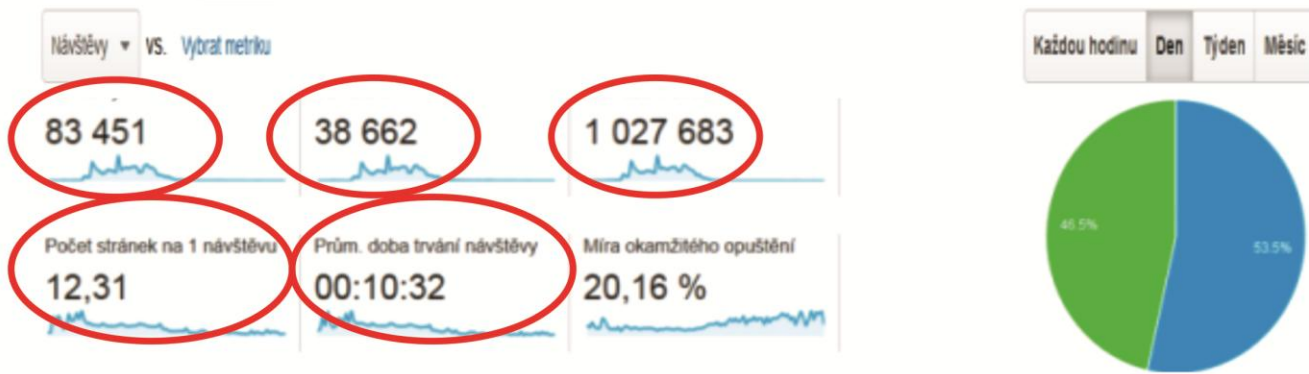 Návštěvy vs. Vybrat metriku
Každou hodinu Den Týden Měsíc
83 451 38 662 1 027 683
Počet stránek na 1 návštěvu Prům. doba trvání návštěvy Míra okamžitého opuštění
12,31 00:10:32 20,16 %
46.5% 53.5%